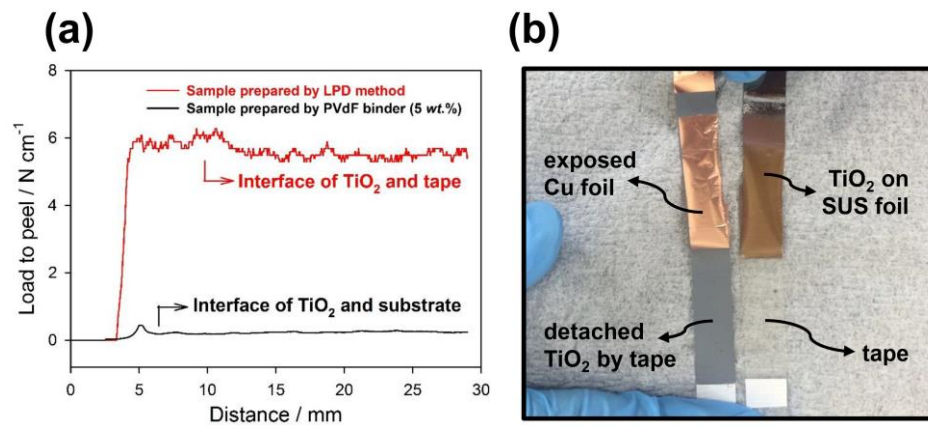 (a)
8
6
4
2
0
Load to peel / N cm⁻¹
Sample prepared by LPD method
Sample prepared by PVdF binder (5 wt.%)
Interface of TiO₂ and tape
Interface of TiO₂ and substrate
0 5 10 15 20 25 30
Distance / mm
(b)
exposed
Cu foil
TiO₂ on
SUS foil
detached
TiO₂ by tape
tape